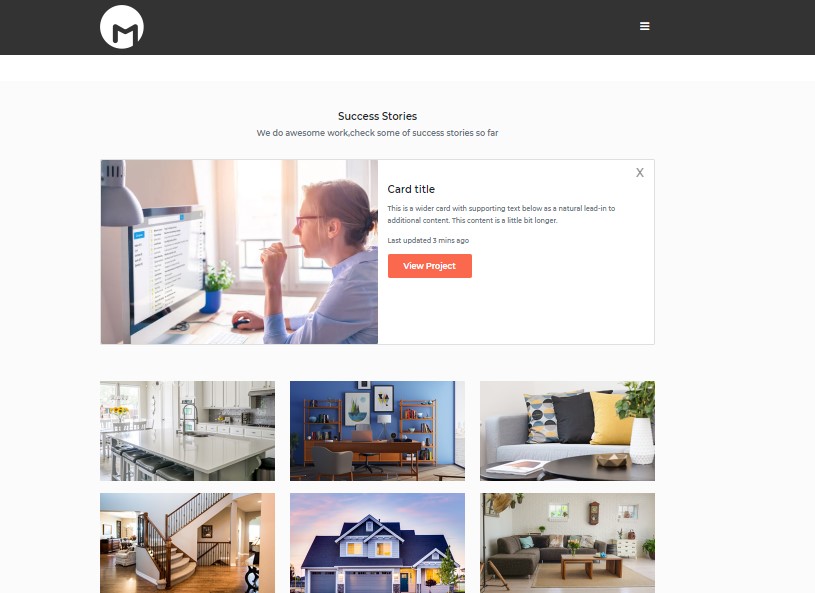 M
Success Stories
We do awesome work,check some of success stories so far
X
Card title
This is a wider card with supporting text below as a natural lead-in to
additional content. This content is a little bit longer.
Last updated 3 mins ago
View Project